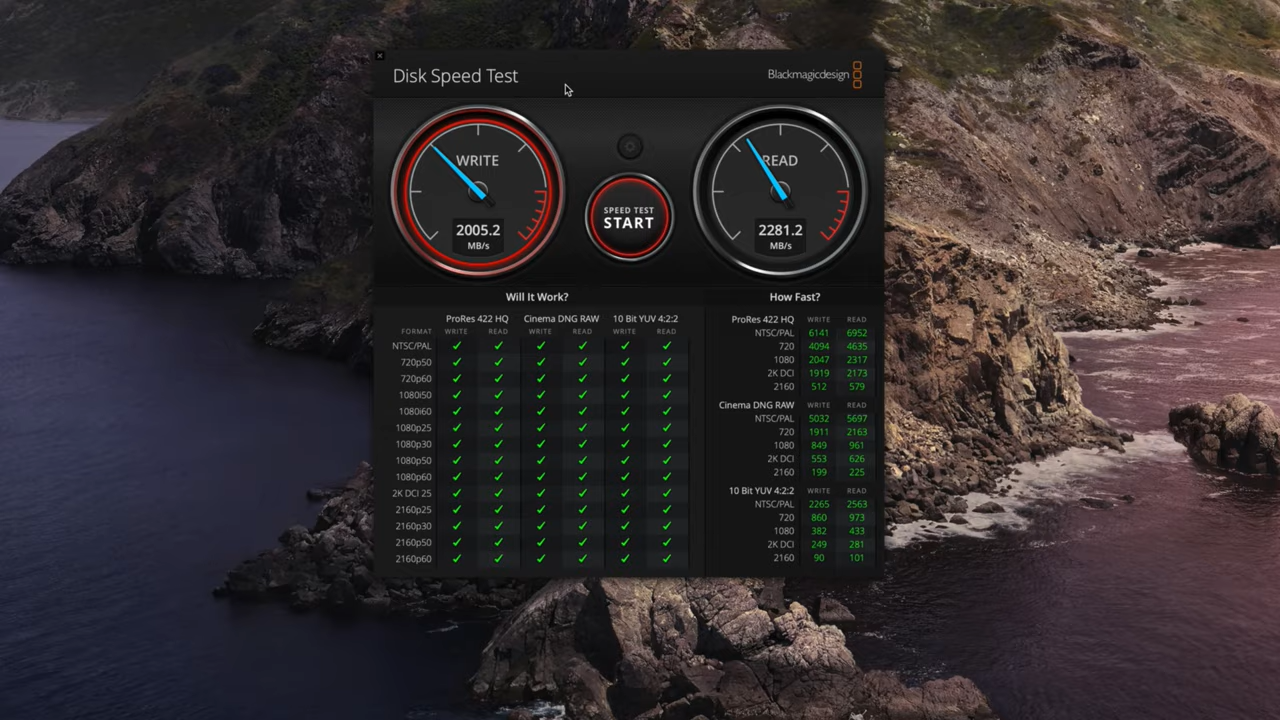 Disk Speed Test
Blackmagicdesign
WRITE
2005.2
MB/s
SPEED TEST
START
READ
2281.2
MB/s
Will It Work?
ProRes 422 HQ Cinema DNG RAW 10 Bit YUV 4:2:2
FORMAT WRITE READ WRITE READ WRITE READ
NTSC/PAL ✓ ✓ ✓ ✓ ✓ ✓
720p50 ✓ ✓ ✓ ✓ ✓ ✓
720p60 ✓ ✓ ✓ ✓ ✓ ✓
1080i50 ✓ ✓ ✓ ✓ ✓ ✓
1080i60 ✓ ✓ ✓ ✓ ✓ ✓
1080p25 ✓ ✓ ✓ ✓ ✓ ✓
1080p30 ✓ ✓ ✓ ✓ ✓ ✓
1080p50 ✓ ✓ ✓ ✓ ✓ ✓
1080p60 ✓ ✓ ✓ ✓ ✓ ✓
2K DCI 25 ✓ ✓ ✓ ✓ ✓ ✓
2160p25 ✓ ✓ ✓ ✓ ✓ ✓
2160p30 ✓ ✓ ✓ ✓ ✓ ✓
2160p50 ✓ ✓ ✓ ✓ ✓ ✓
2160p60 ✓ ✓ ✓ ✓ ✓ ✓
How Fast?
ProRes 422 HQ WRITE READ
NTSC/PAL 6141 6952
720 4094 4635
1080 2047 2317
2K DCI 1919 2173
2160 512 579
Cinema DNG RAW WRITE READ
NTSC/PAL 5032 5697
720 1911 2163
1080 849 961
2K DCI 553 626
2160 199 225
10 Bit YUV 4:2:2 WRITE READ
NTSC/PAL 2265 2563
720 860 973
1080 382 433
2K DCI 249 281
2160 90 101